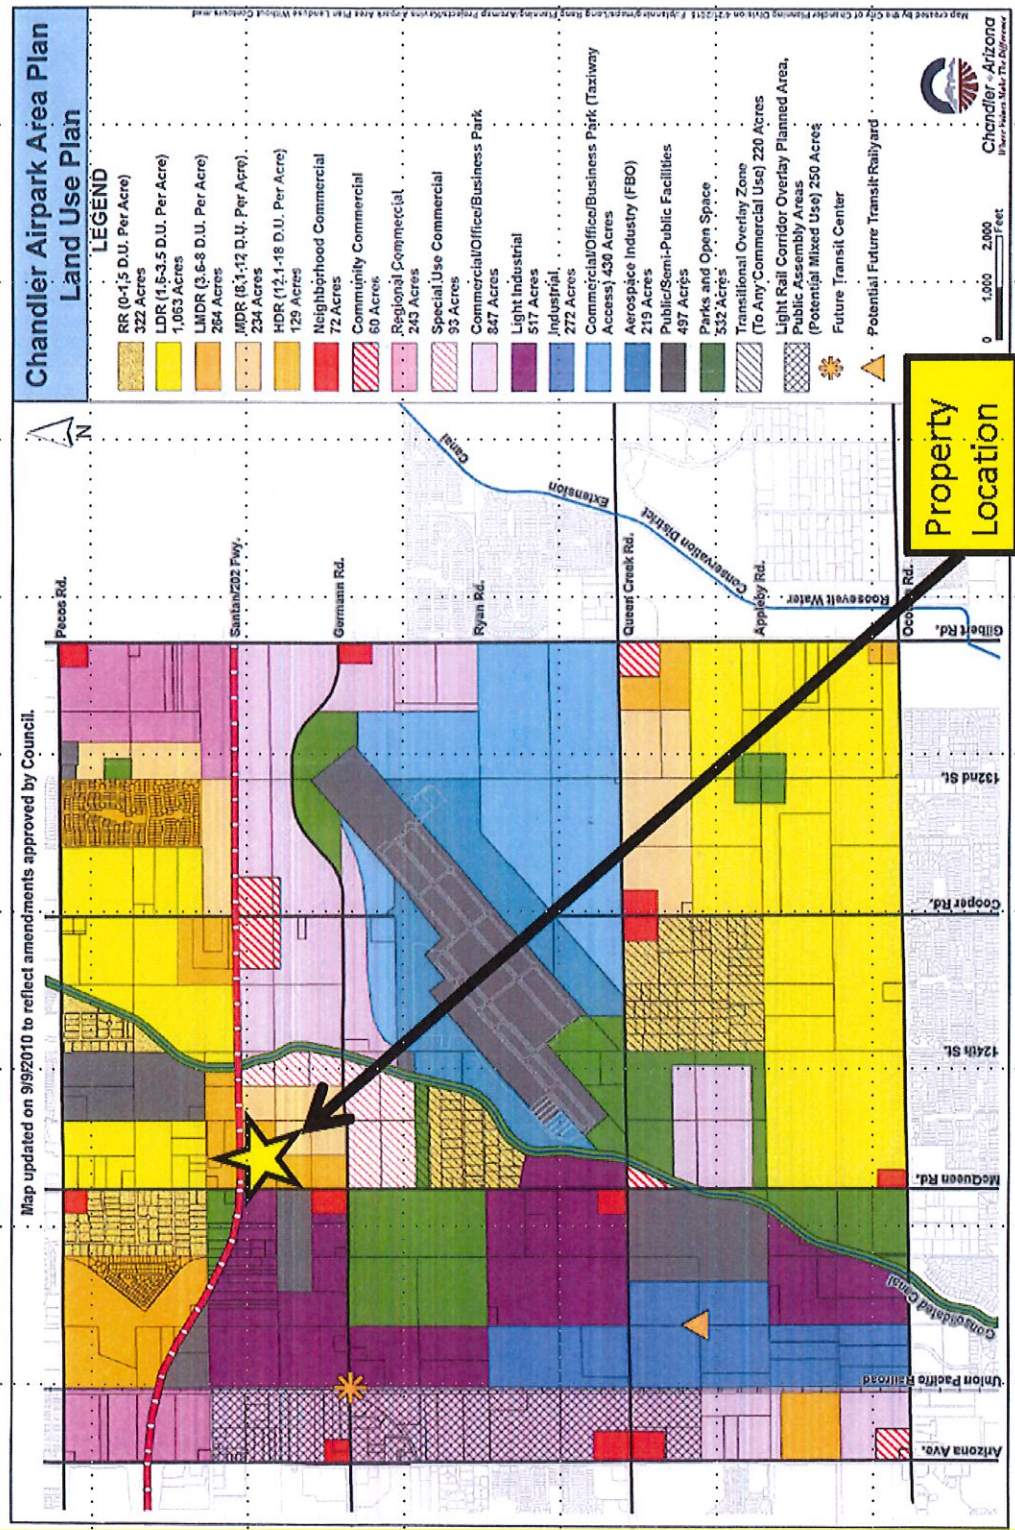 Chandler Airpark Area Plan
Land Use Plan
Map updated on 9/9/2010 to reflect amendments approved by Council.
N
LEGEND
RR (0-1.5 D.U. Per Acre)
322 Acres
LDR (1.5-3.5 D.U. Per Acre)
1,063 Acres
LMDR (3.6-8 D.U. Per Acre)
264 Acres
MDR (8.1-12 D.U. Per Acre)
234 Acres
HDR (12.1-18 D.U. Per Acre)
129 Acres
Neighborhood Commercial
72 Acres
Community Commercial
60 Acres
Regional Commercial
243 Acres
Special Use Commercial
93 Acres
Commercial/Office/Business Park
847 Acres
Light Industrial
517 Acres
Industrial
272 Acres
Commercial/Office/Business Park (Taxiway
Access) 430 Acres
Aerospace Industry (FBO)
219 Acres
Public/Semi-Public Facilities
497 Acres
Parks and Open Space
532 Acres
Transitional Overlay Zone
(To Any Commercial Use) 220 Acres
Light Rail Corridor Overlay Planned Area,
Public Assembly Areas
(Potential Mixed Use) 250 Acres
Future Transit Center
Potential Future Transit Railyard
0 1,000 2,000
Feet
Chandler Arizona
Where Values Make The Difference
Pecos Rd.
Santan/202 Fwy.
Germann Rd.
Ryan Rd.
Queen Creek Rd.
Appleby Rd.
Rd.
Arizona Ave.
Union Pacific Railroad
Consolidated Canal
McQueen Rd.
124th St.
Cooper Rd.
132nd St.
Gilbert Rd.
Roosevelt Water
Conservation District
Extension
Canal
Property
Location